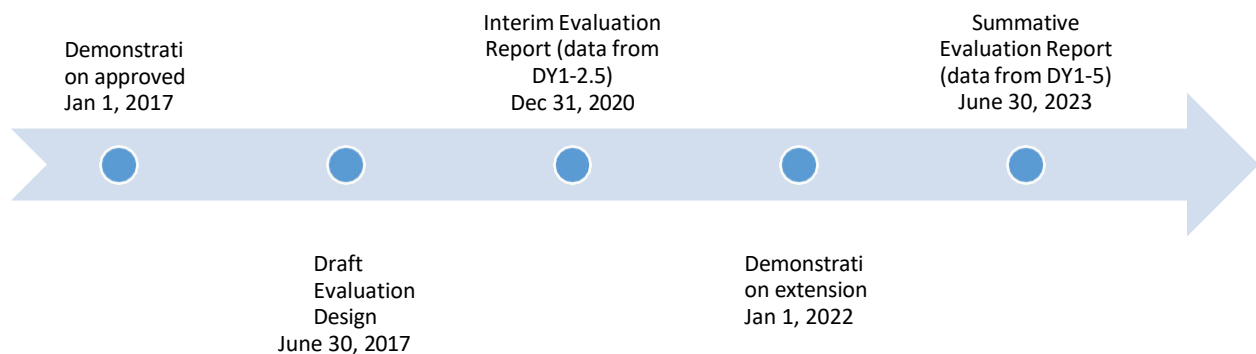 Demonstrati
on approved
Jan 1, 2017
Draft
Evaluation
Design
June 30, 2017
Interim Evaluation
Report (data from
DY1-2.5)
Dec 31, 2020
Demonstrati
on extension
Jan 1, 2022
Summative
Evaluation Report
(data from DY1-5)
June 30, 2023